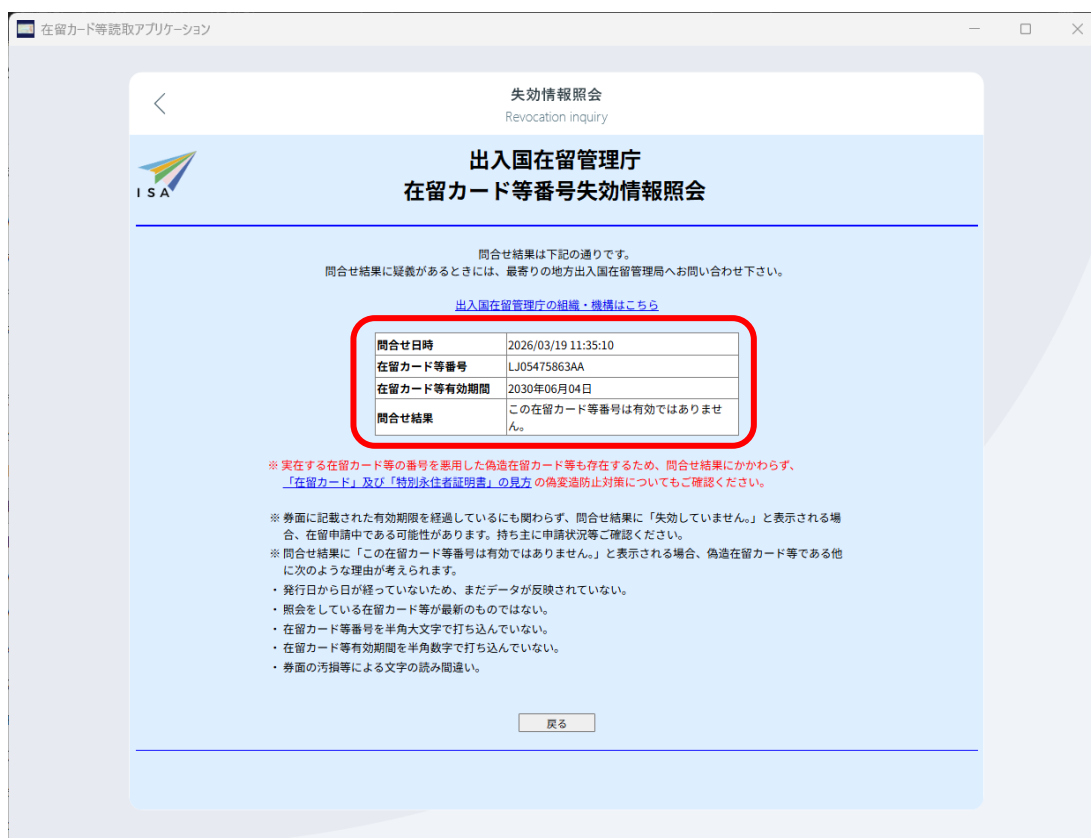 在留カード等読取アプリケーション
失効情報照会
Revocation inquiry
ISA
出入国在留管理庁
在留カード等番号失効情報照会
問合せ結果は下記の通りです。
問合せ結果に疑義があるときには、最寄りの地方出入国在留管理局へお問い合わせ下さい。
出入国在留管理庁の組織・機構はこちら
問合せ日時 2026/03/19 11:35:10
在留カード等番号 LJ05475863AA
在留カード等有効期間 2030年06月04日
問合せ結果 この在留カード等番号は有効ではありませ
ん。
※ 実在する在留カード等の番号を悪用した偽造在留カード等も存在するため、問合せ結果にかかわらず、
「在留カード」及び「特別永住者証明書」の見方 の偽変造防止対策についてもご確認ください。
※ 券面に記載された有効期限を経過しているにも関わらず、問合せ結果に「失効していません。」と表示される場
合、在留申請中である可能性があります。持ち主に申請状況等ご確認ください。
※ 問合せ結果に「この在留カード等番号は有効ではありません。」と表示される場合、偽造在留カード等である他
に次のような理由が考えられます。
・ 発行日から日が経っていないため、まだデータが反映されていない。
・ 照会をしている在留カード等が最新のものではない。
・ 在留カード等番号を半角大文字で打ち込んでいない。
・ 在留カード等有効期間を半角数字で打ち込んでいない。
・ 券面の汚損等による文字の読み間違い。
戻る